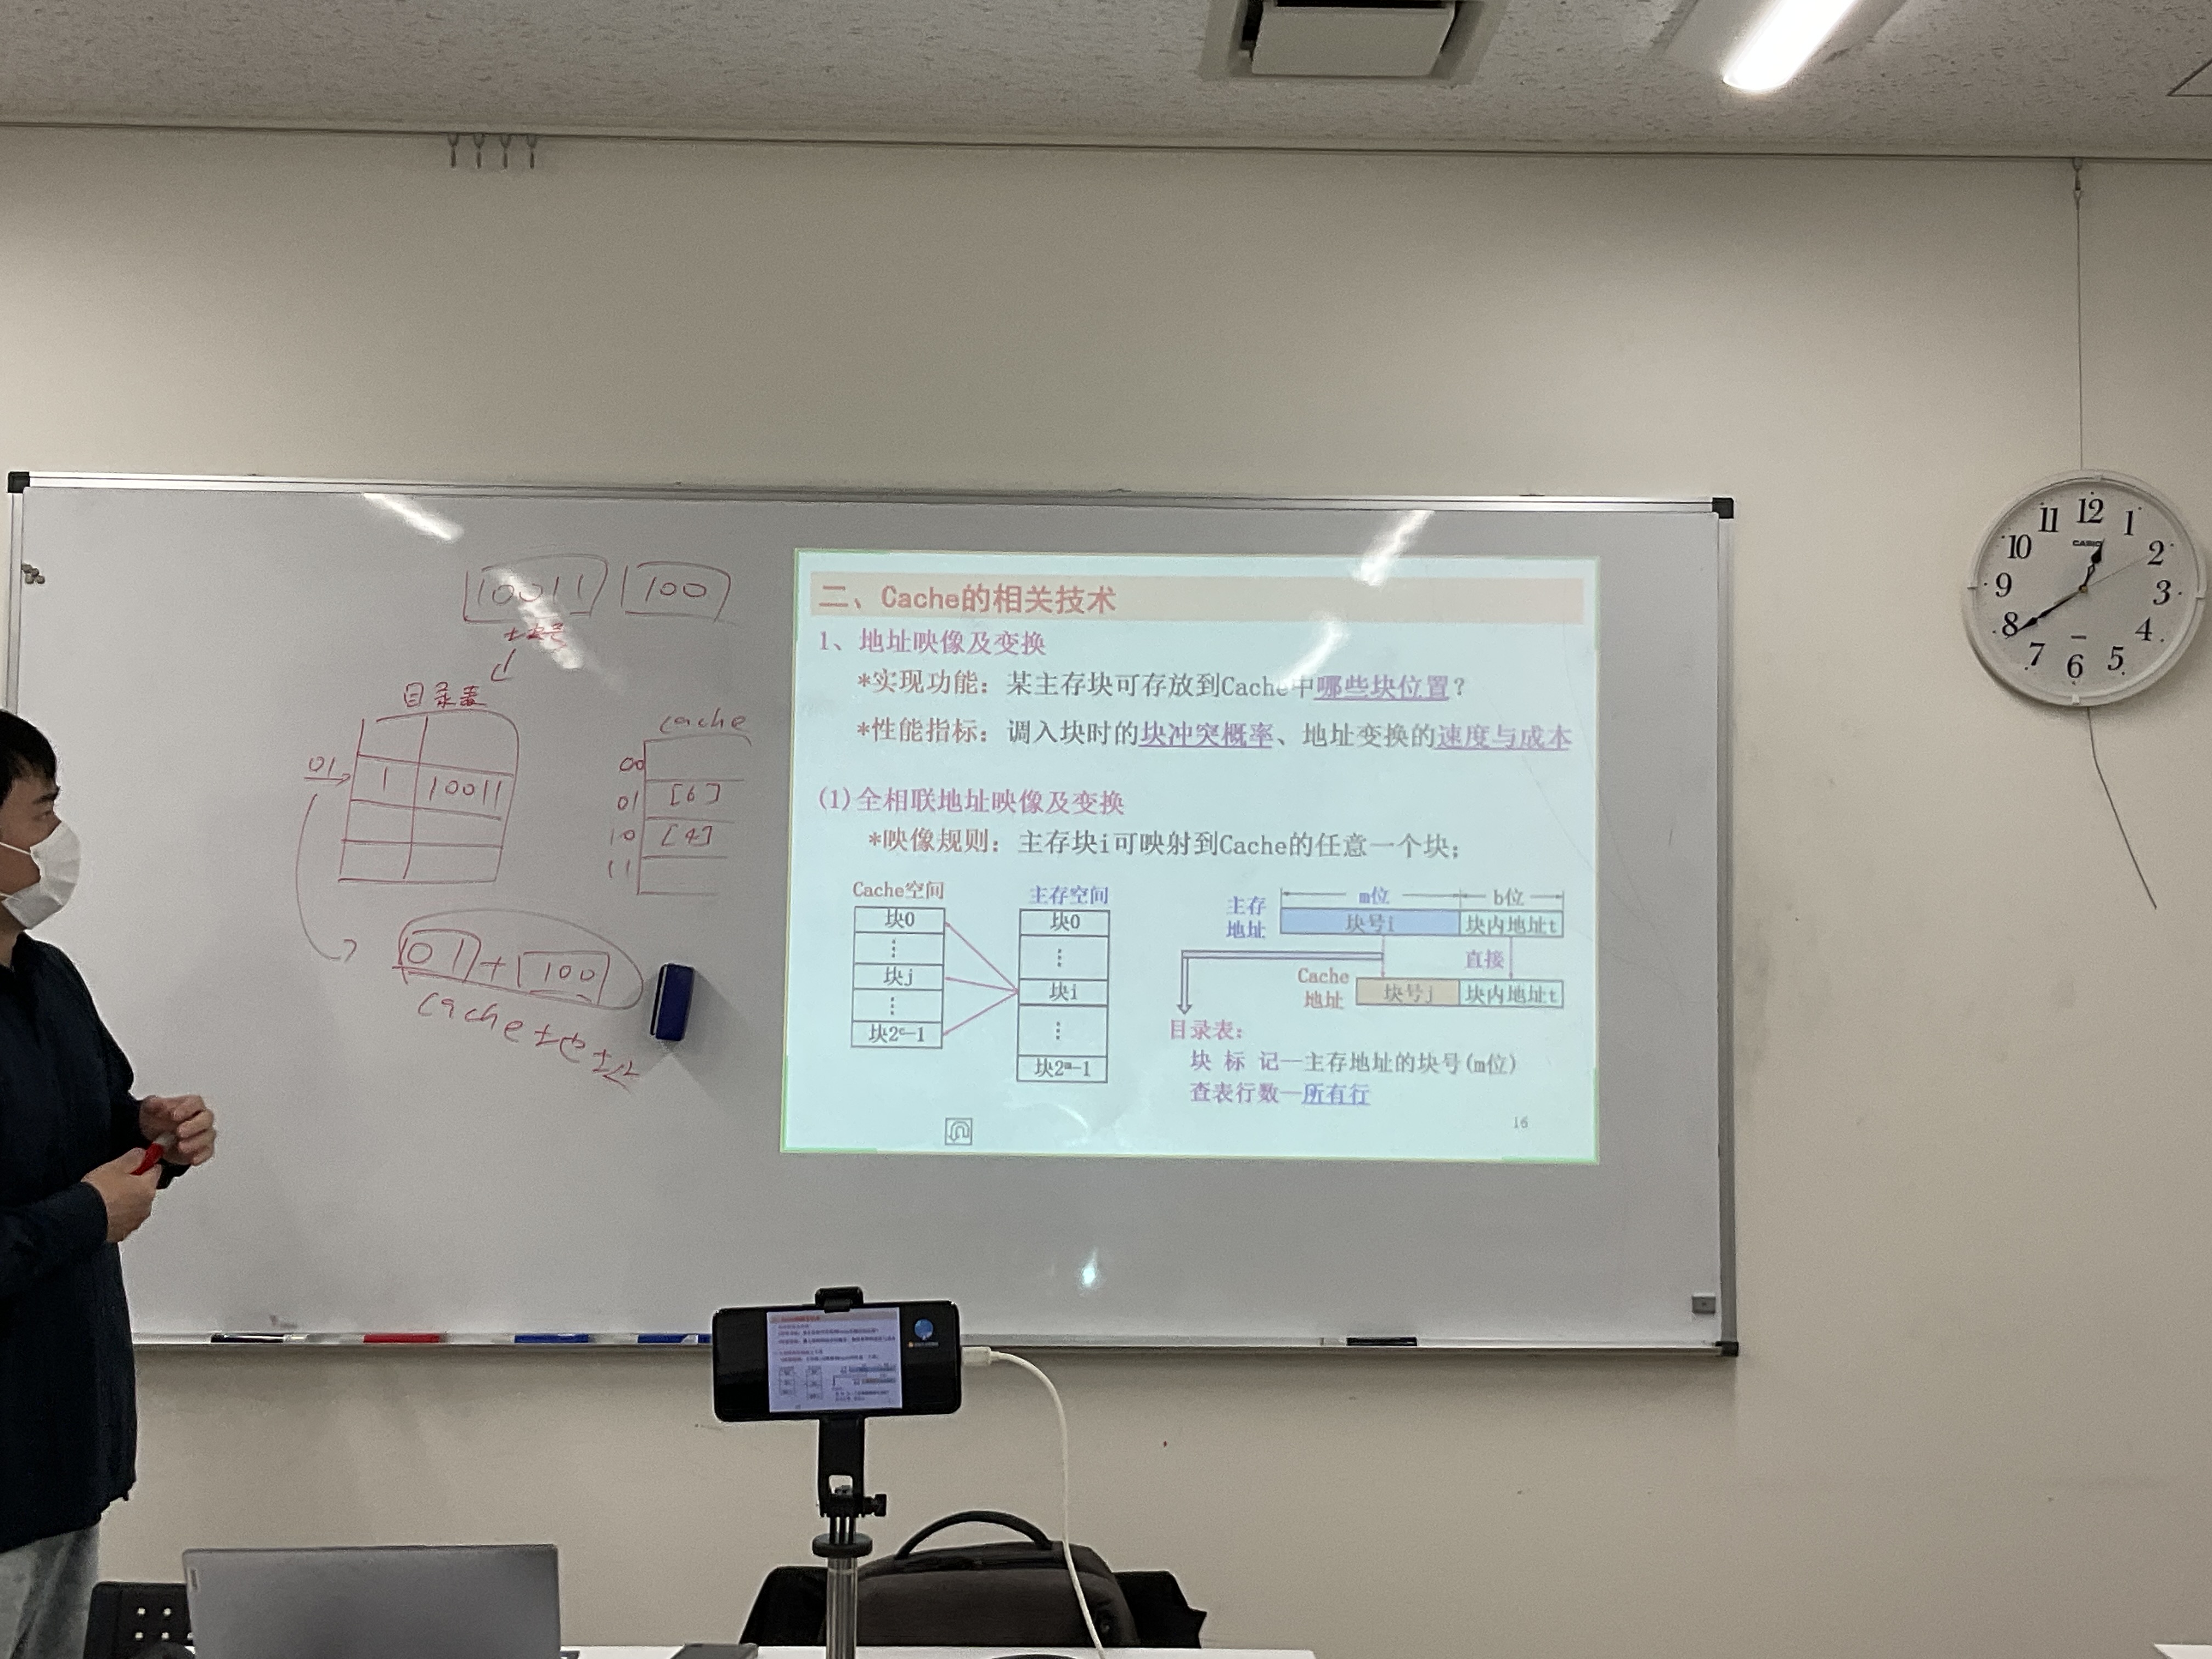 10011 100
块号
目录表
01 1 10011
cache
00
01 [6]
10 [4]
11
01 + 100
Cache地址
二、Cache的相关技术
1、地址映像及变换
*实现功能：某主存块可存放到Cache中哪些块位置？
*性能指标：调入块时的块冲突概率、地址变换的速度与成本
(1)全相联地址映像及变换
*映像规则：主存块i可映射到Cache的任意一个块；
Cache空间
块0
⋮
块j
⋮
块2ᶜ-1
主存空间
块0
⋮
块i
⋮
块2ᵐ-1
m位 b位
主存地址 块号i 块内地址t
直接
Cache地址 块号j 块内地址t
目录表：
块 标 记—主存地址的块号(m位)
查表行数—所有行
16
CASIO
12
1
2
3
4
5
6
7
8
9
10
11